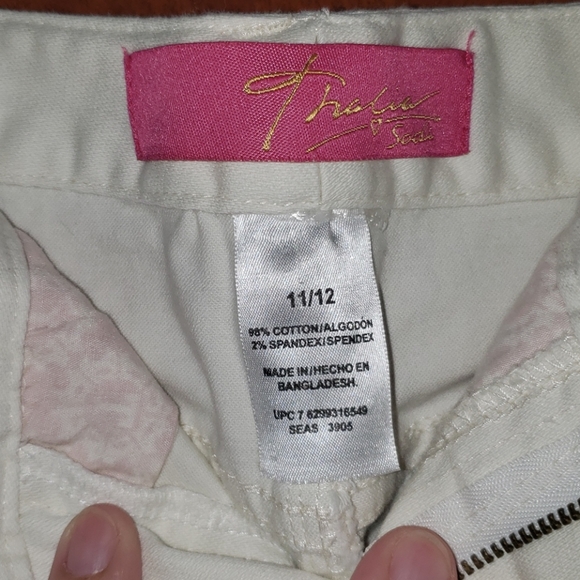 Thalia
Sodi
11/12
98% COTTON/ALGODÓN
2% SPANDEX/SPENDEX
MADE IN/HECHO EN
BANGLADESH.
UPC 7 6299316549
SEAS 3905